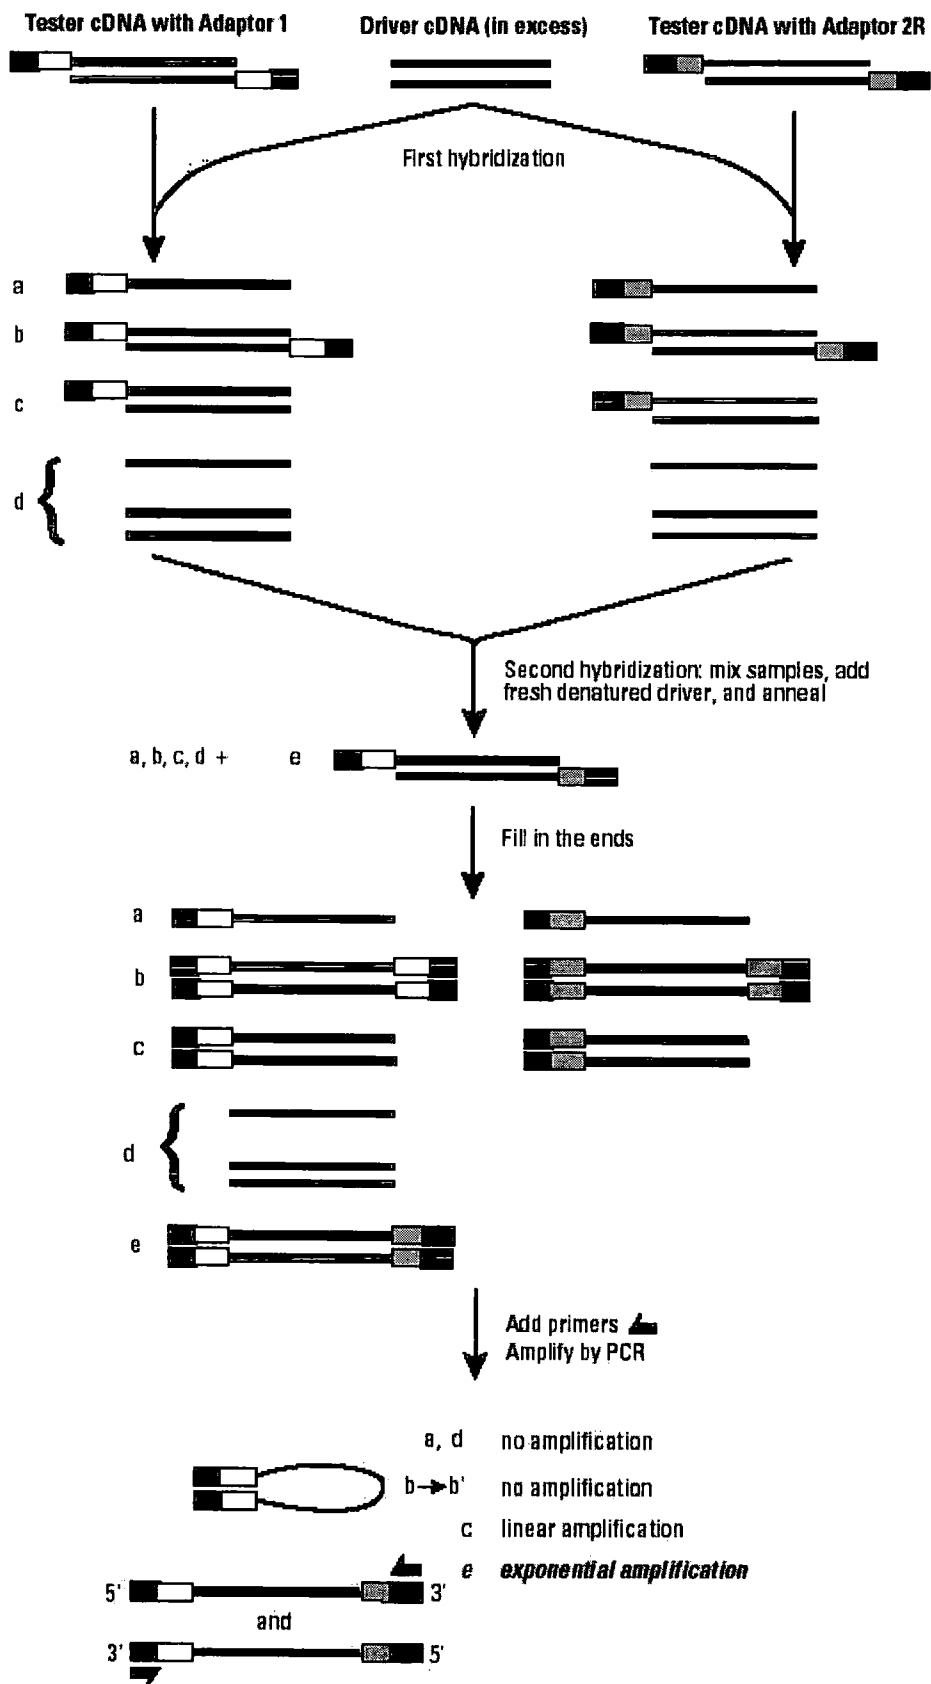 Tester cDNA with Adaptor 1
Driver cDNA (in excess)
Tester cDNA with Adaptor 2R
First hybridization
a
b
c
d
Second hybridization: mix samples, add
fresh denatured driver, and anneal
a, b, c, d +
e
Fill in the ends
a
b
c
d
e
Add primers
Amplify by PCR
a, d no amplification
b→b' no amplification
c linear amplification
e exponential amplification
5' 3'
and
3' 5'